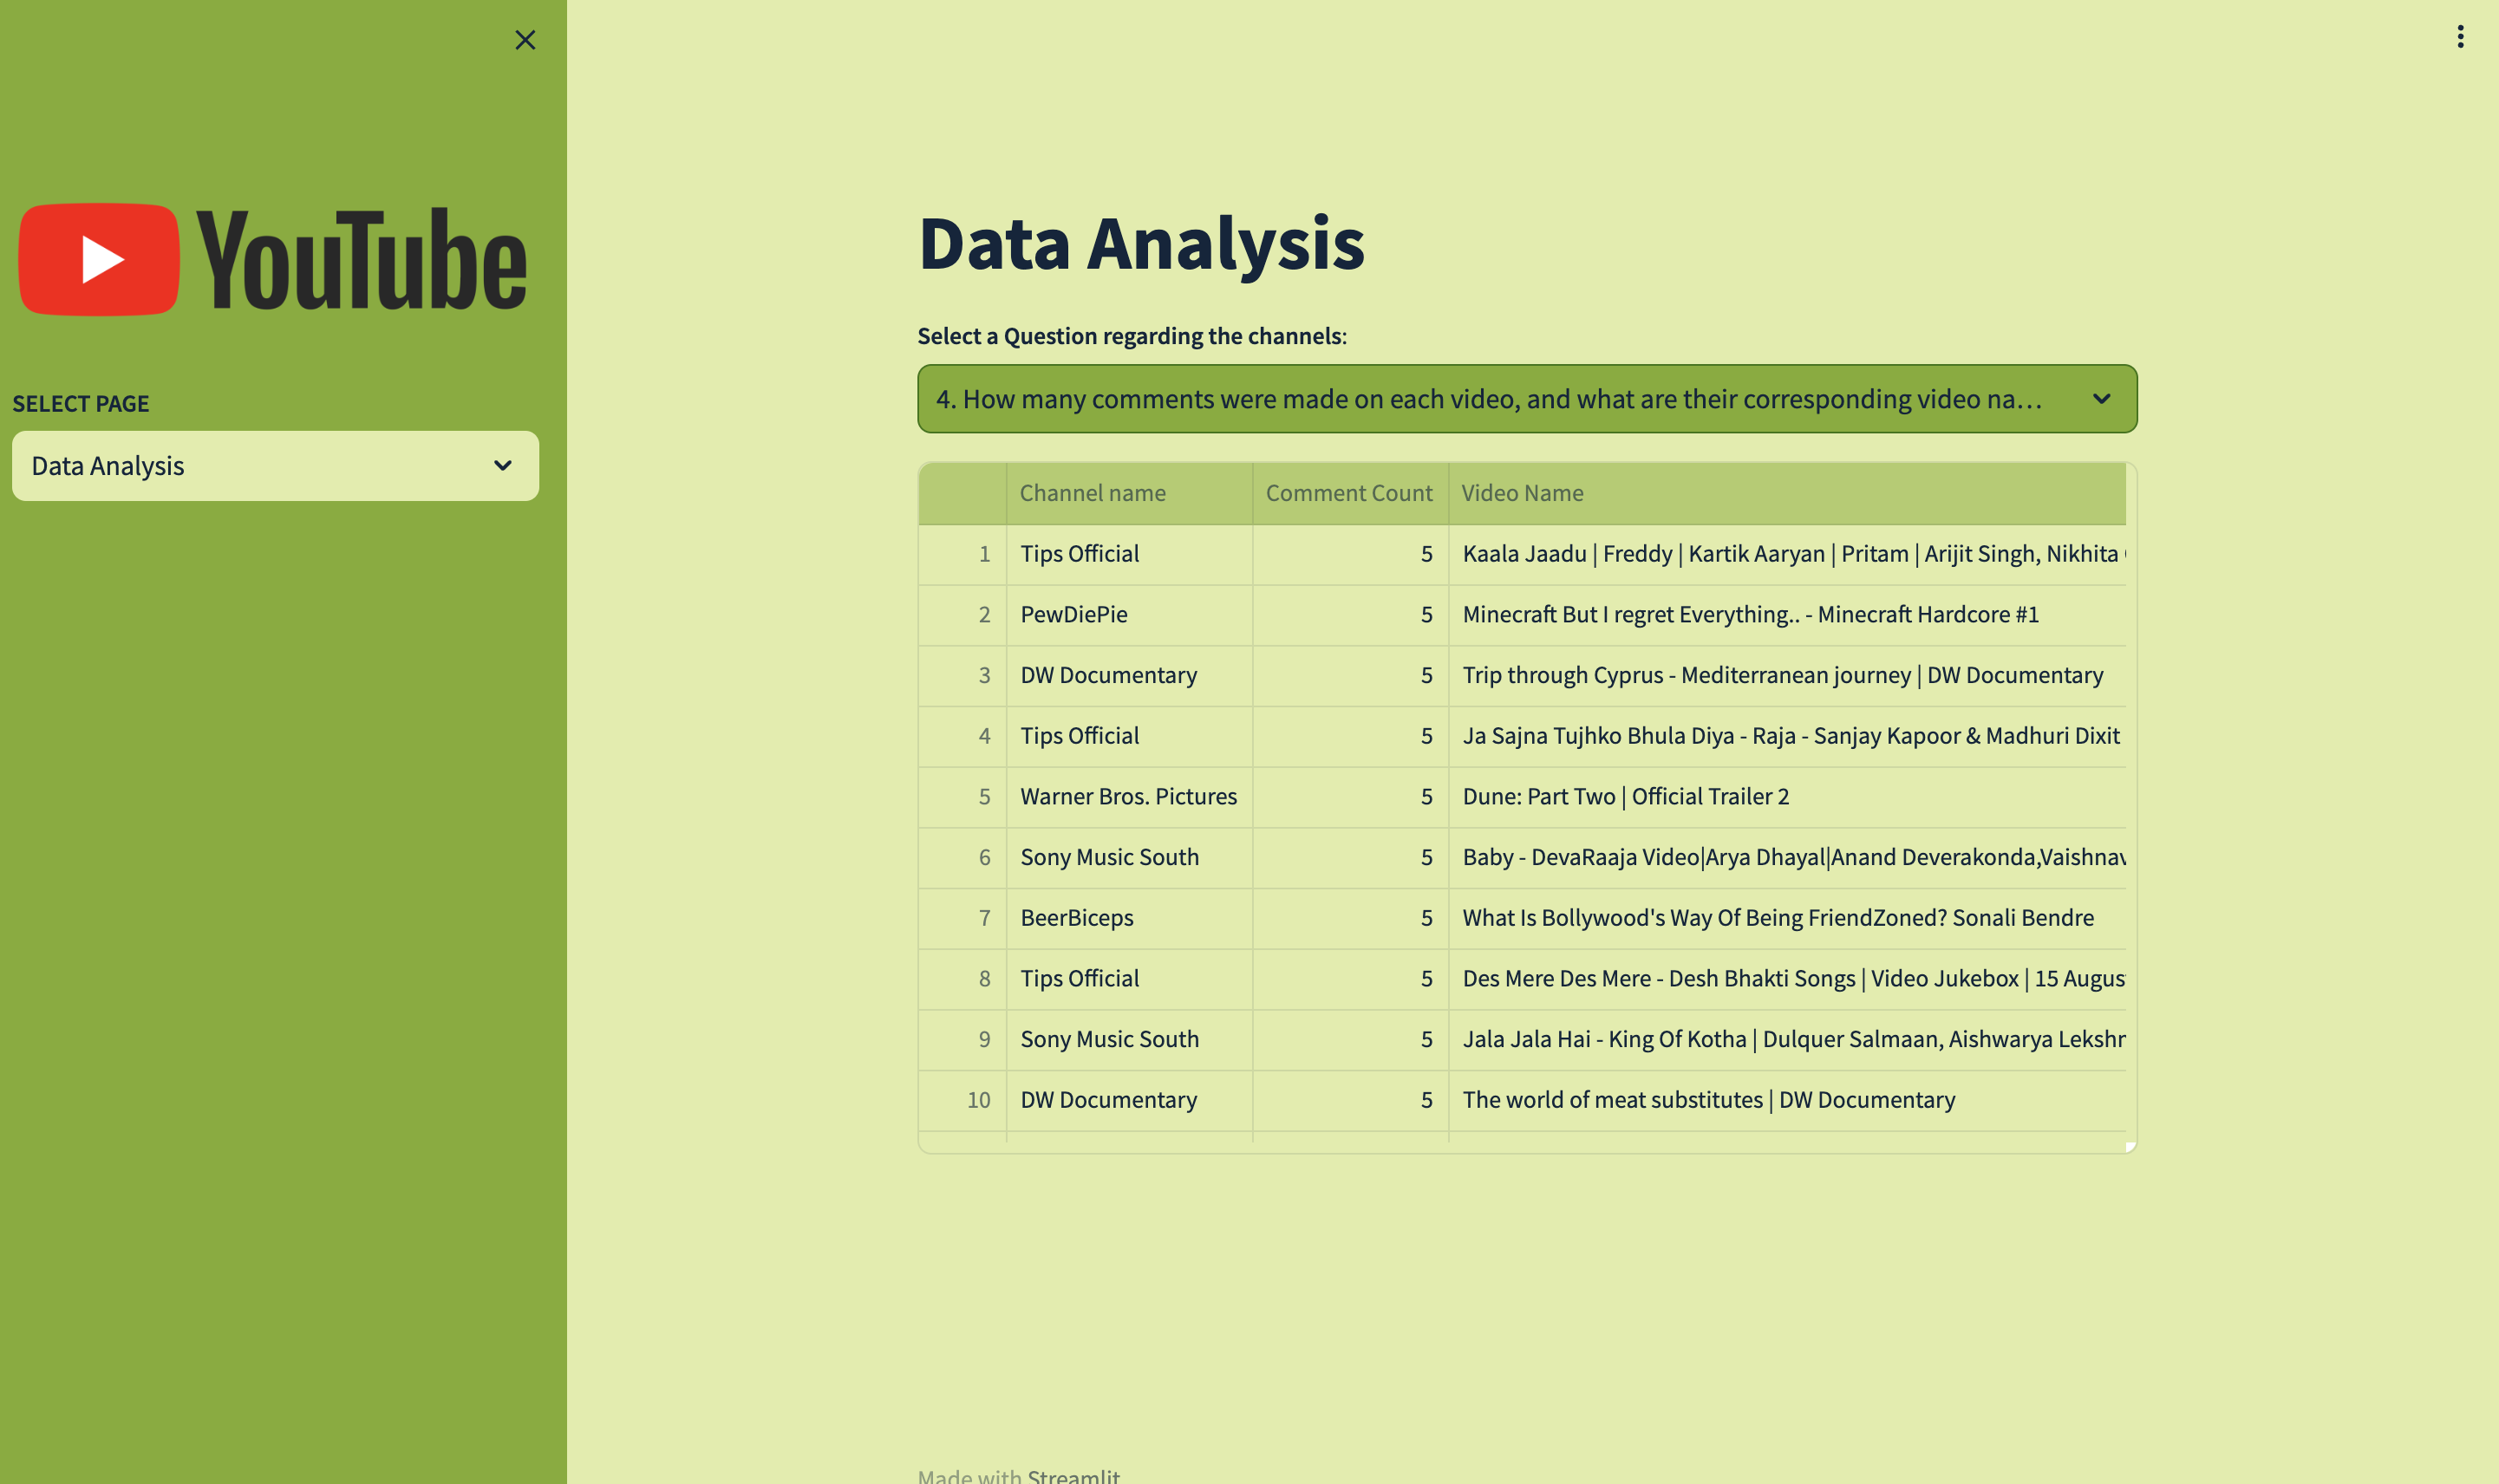 YouTube
SELECT PAGE
Data Analysis
Data Analysis
Select a Question regarding the channels:
4. How many comments were made on each video, and what are their corresponding video na…
Channel name Comment Count Video Name
1 Tips Official 5 Kaala Jaadu | Freddy | Kartik Aaryan | Pritam | Arijit Singh, Nikhita
2 PewDiePie 5 Minecraft But I regret Everything.. - Minecraft Hardcore #1
3 DW Documentary 5 Trip through Cyprus - Mediterranean journey | DW Documentary
4 Tips Official 5 Ja Sajna Tujhko Bhula Diya - Raja - Sanjay Kapoor & Madhuri Dixit
5 Warner Bros. Pictures 5 Dune: Part Two | Official Trailer 2
6 Sony Music South 5 Baby - DevaRaaja Video|Arya Dhayal|Anand Deverakonda,Vaishnav
7 BeerBiceps 5 What Is Bollywood's Way Of Being FriendZoned? Sonali Bendre
8 Tips Official 5 Des Mere Des Mere - Desh Bhakti Songs | Video Jukebox | 15 Augus
9 Sony Music South 5 Jala Jala Hai - King Of Kotha | Dulquer Salmaan, Aishwarya Leksh
10 DW Documentary 5 The world of meat substitutes | DW Documentary
Made with Streamlit